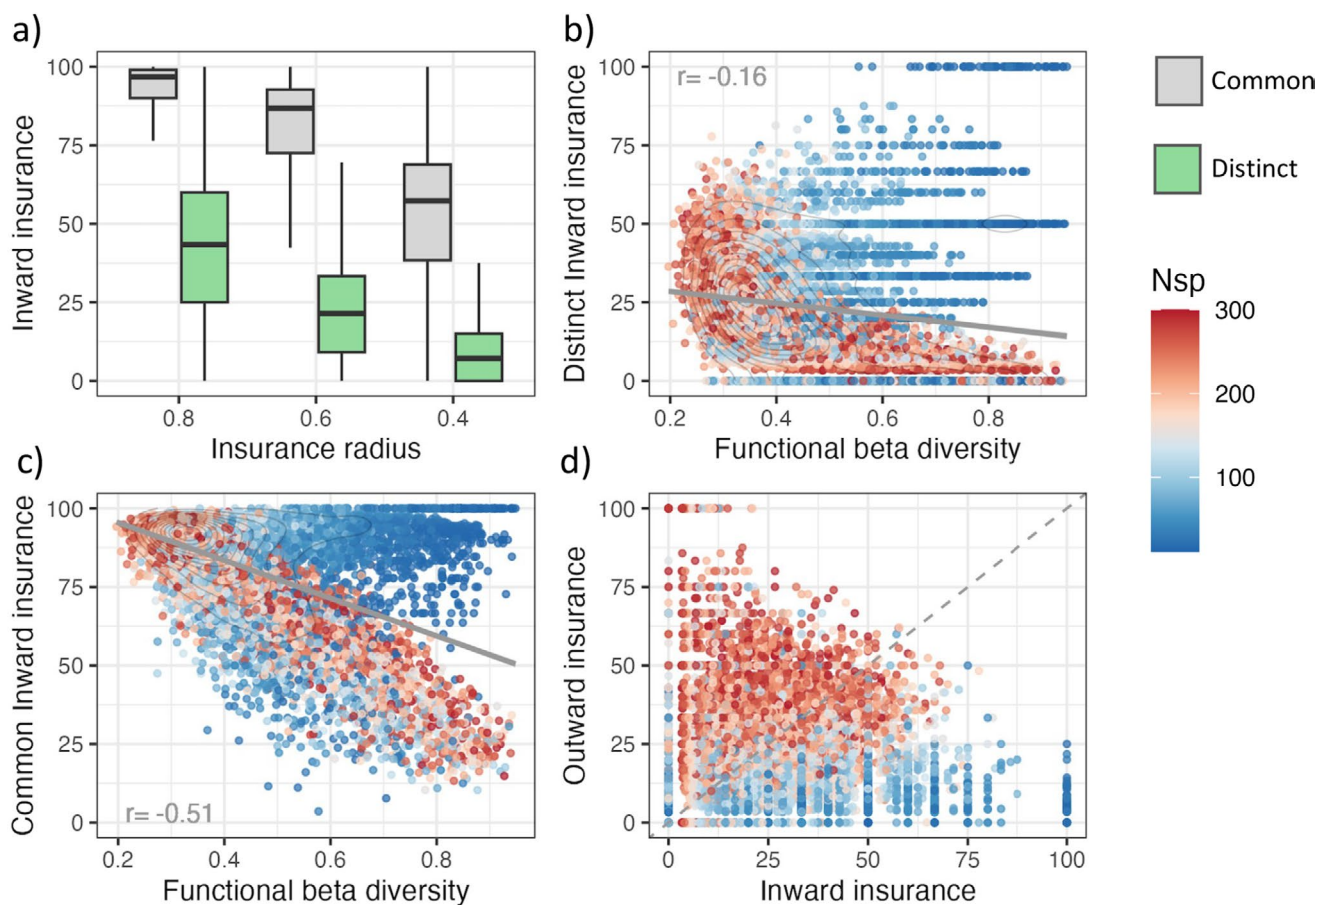 a)
100
75
50
25
0
Inward insurance
0.8 0.6 0.4
Insurance radius
b)
r= -0.16
100
75
50
25
0
Distinct Inward insurance
0.2 0.4 0.6 0.8
Functional beta diversity
Common
Distinct
Nsp
300
200
100
c)
100
75
50
25
0
Common Inward insurance
r= -0.51
0.2 0.4 0.6 0.8
Functional beta diversity
d)
100
75
50
25
0
Outward insurance
0 25 50 75 100
Inward insurance